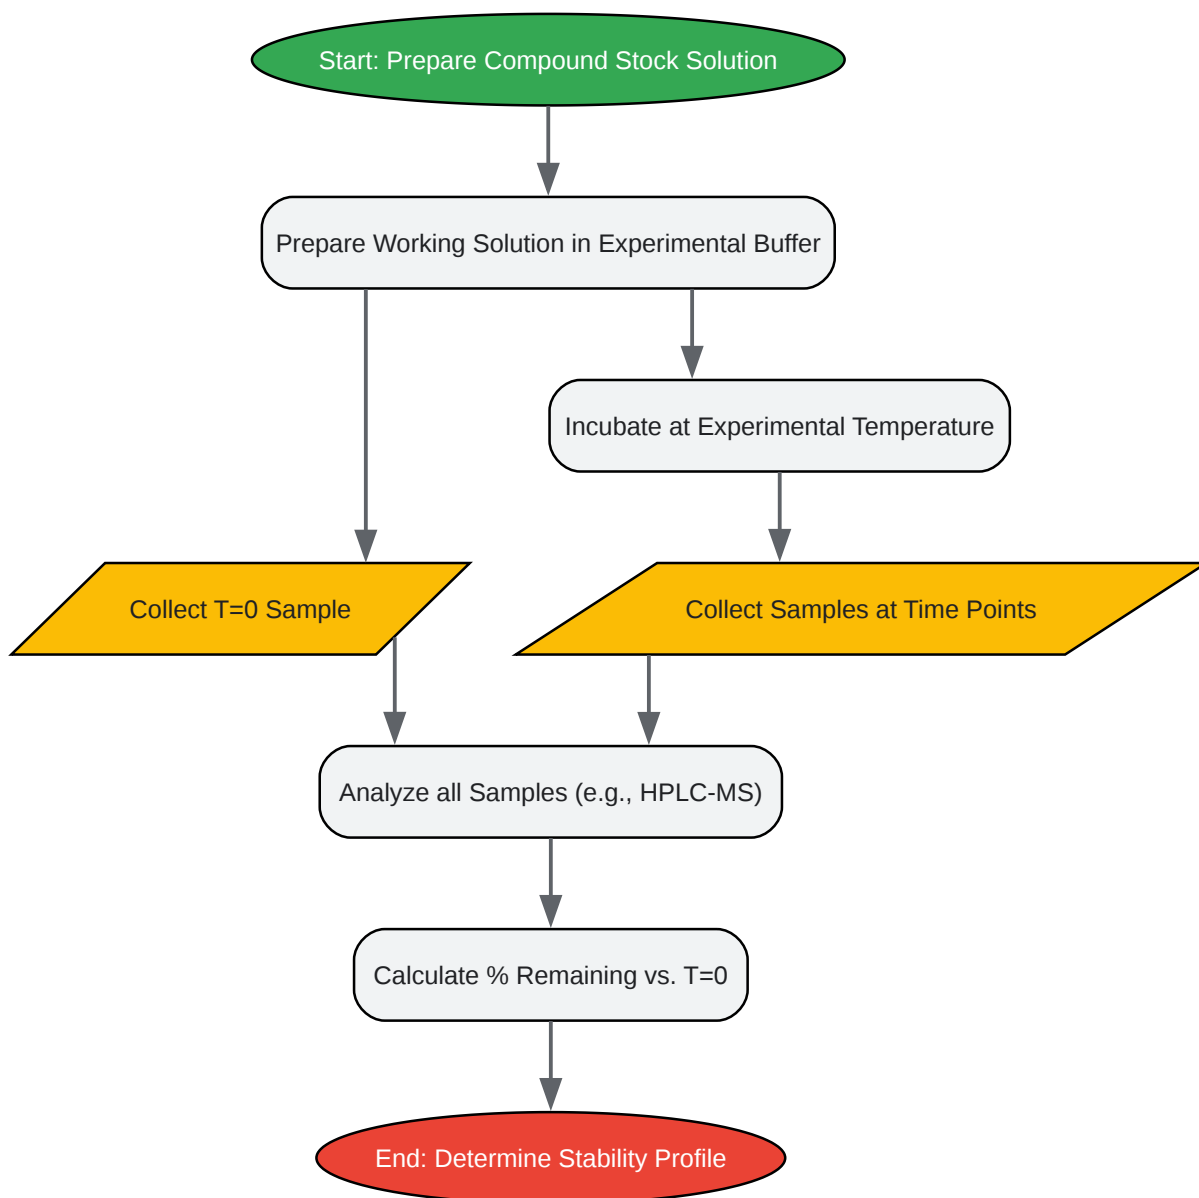 Start: Prepare Compound Stock Solution
Prepare Working Solution in Experimental Buffer
Incubate at Experimental Temperature
Collect T=0 Sample
Collect Samples at Time Points
Analyze all Samples (e.g., HPLC-MS)
Calculate % Remaining vs. T=0
End: Determine Stability Profile